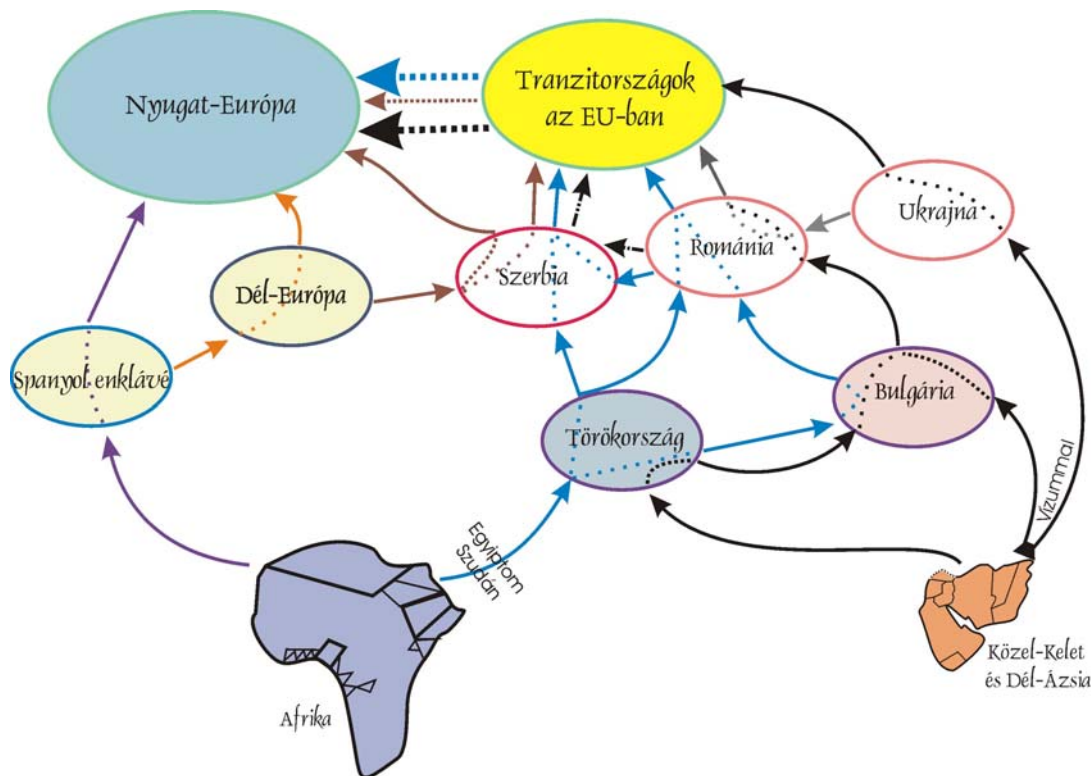 Nyugat-Európa
Tranzitországok
az EU-ban
Ukrajna
Románia
Szerbia
Dél-Európa
Spanyol enklávé
Törökország
Bulgária
Vízummal
Egyiptom
Szudán
Afrika
Közel-Kelet
és Dél-Ázsia